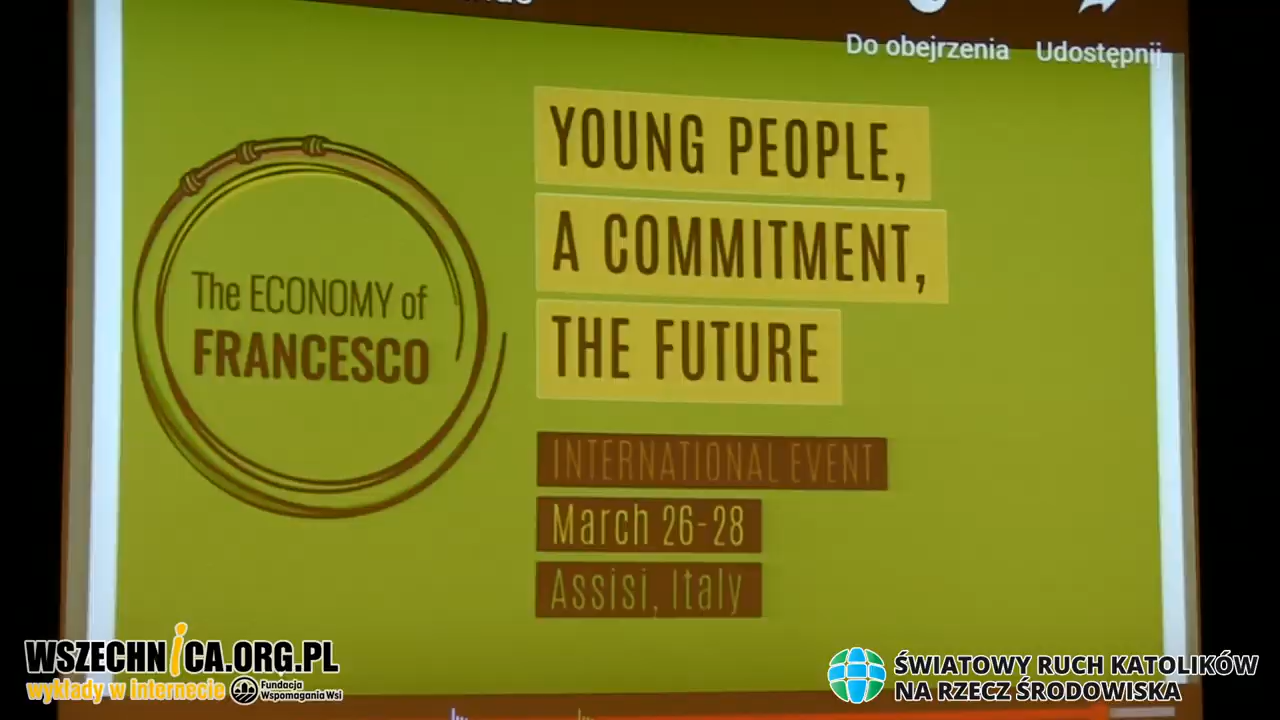 Do obejrzenia Udostępnij
YOUNG PEOPLE,
A COMMITMENT,
THE FUTURE
The ECONOMY of
FRANCESCO
INTERNATIONAL EVENT
March 26-28
Assisi, Italy
WSZECHNiCA.ORG.PL
wykłady w internecie
Fundacja
Wspomagania Wsi
ŚWIATOWY RUCH KATOLIKÓW
NA RZECZ ŚRODOWISKA